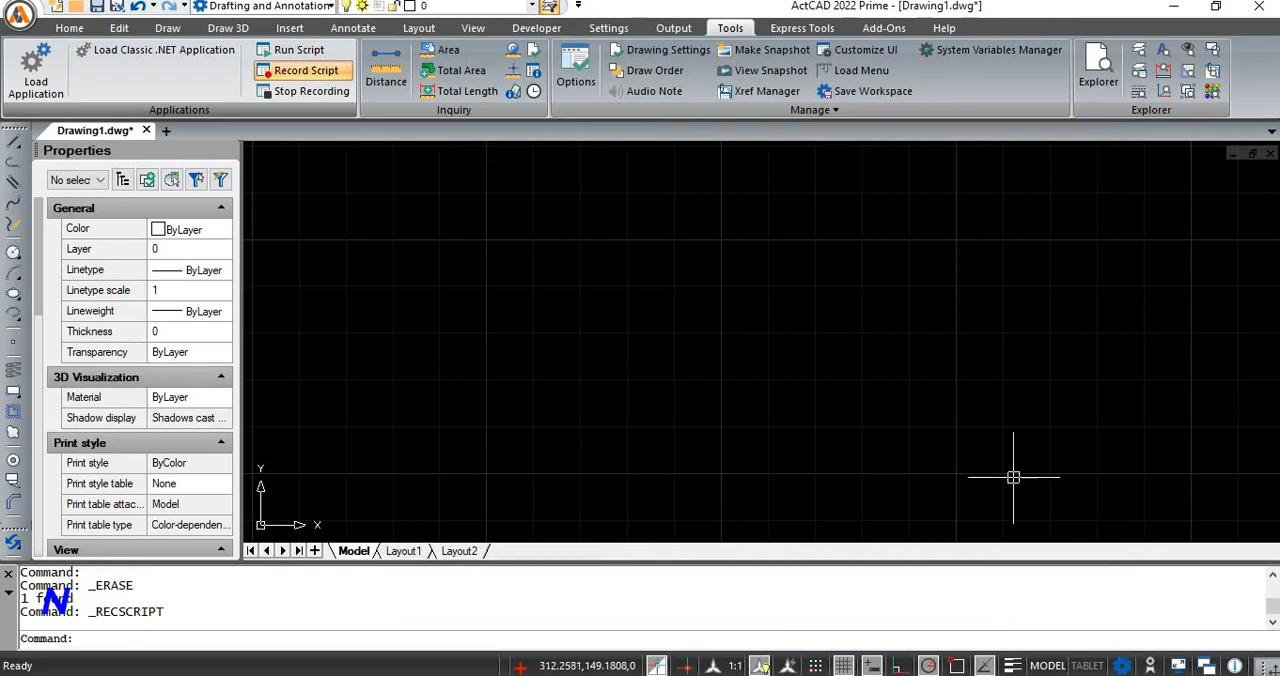 Drafting and Annotation 0 ActCAD 2022 Prime - [Drawing1.dwg*]
Home Edit Draw Draw 3D Insert Annotate Layout View Developer Settings Output Tools Express Tools Add-Ons Help
Load Application
Load Classic .NET Application
Run Script
Record Script
Stop Recording
Applications
Distance
Area
Total Area
Total Length
Inquiry
Options
Drawing Settings
Draw Order
Audio Note
Make Snapshot
View Snapshot
Xref Manager
Customize UI
Load Menu
Save Workspace
System Variables Manager
Manage
Explorer
Explorer
Drawing1.dwg*
Properties
No selec
General
Color ByLayer
Layer 0
Linetype ByLayer
Linetype scale 1
Lineweight ByLayer
Thickness 0
Transparency ByLayer
3D Visualization
Material ByLayer
Shadow display Shadows cast ...
Print style
Print style ByColor
Print style table None
Print table attac... Model
Print table type Color-dependen...
View
Y
X
Model Layout1 Layout2
Command:
Command: _ERASE
1 found
N
Command: _RECSCRIPT
Command:
Ready 312.2581,149.1808,0 1:1 MODEL TABLET